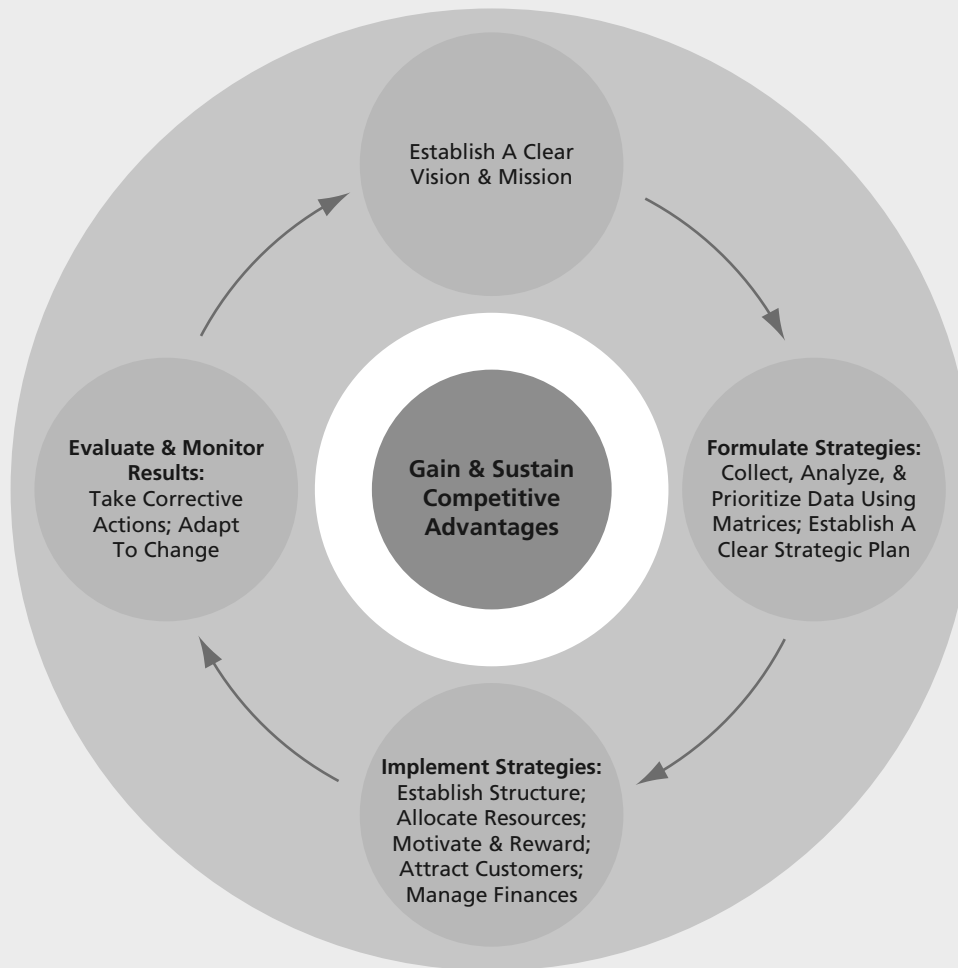 Establish A Clear
Vision & Mission
Evaluate & Monitor
Results:
Take Corrective
Actions; Adapt
To Change
Gain & Sustain
Competitive
Advantages
Formulate Strategies:
Collect, Analyze, &
Prioritize Data Using
Matrices; Establish A
Clear Strategic Plan
Implement Strategies:
Establish Structure;
Allocate Resources;
Motivate & Reward;
Attract Customers;
Manage Finances